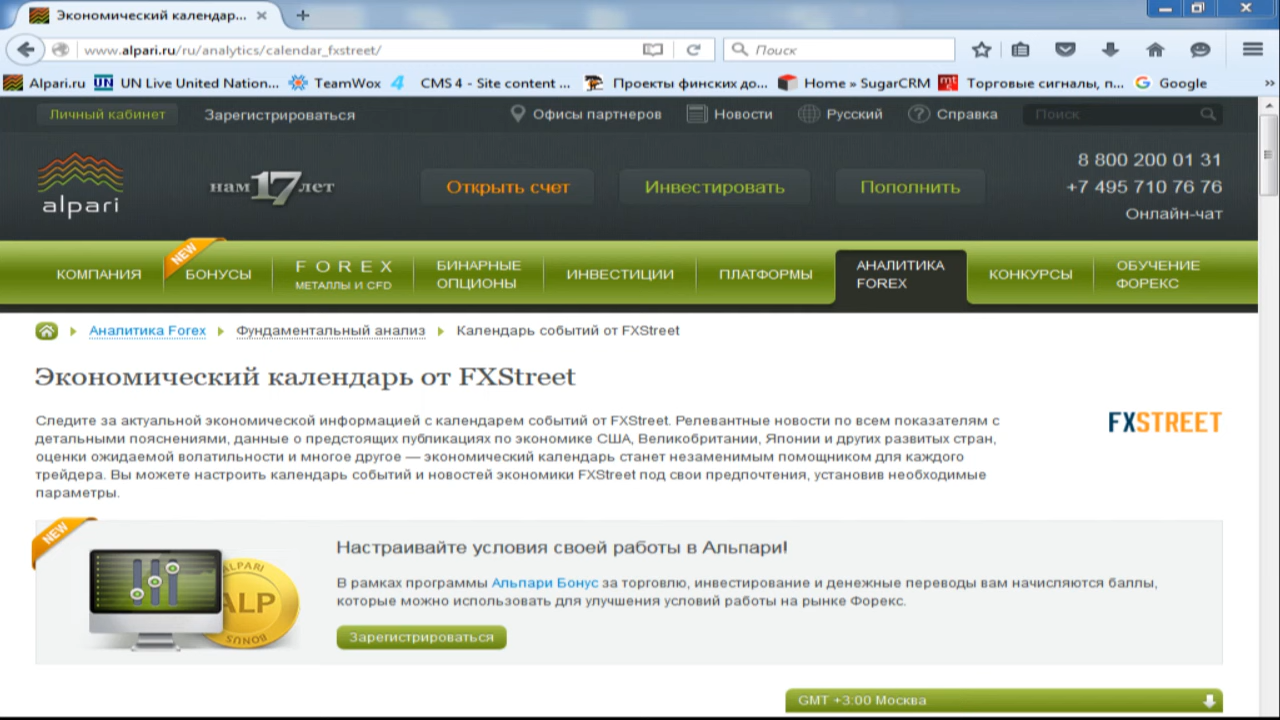 Экономический календар...
www.alpari.ru/ru/analytics/calendar_fxstreet/
Поиск
Alpari.ru
UN
UN Live United Nation...
TeamWox
4
CMS 4 - Site content ...
Проекты финских до...
Home » SugarCRM
mt
Торговые сигналы, п...
G
Google
Личный кабинет
Зарегистрироваться
Офисы партнеров
Новости
Русский
? Справка
Поиск
alpari
нам 17 лет
Открыть счет
Инвестировать
Пополнить
8 800 200 01 31
+7 495 710 76 76
Онлайн-чат
КОМПАНИЯ
NEW
БОНУСЫ
FOREX
МЕТАЛЛЫ И CFD
БИНАРНЫЕ
ОПЦИОНЫ
ИНВЕСТИЦИИ
ПЛАТФОРМЫ
АНАЛИТИКА
FOREX
КОНКУРСЫ
ОБУЧЕНИЕ
ФОРЕКС
Аналитика Forex
Фундаментальный анализ
Календарь событий от FXStreet
Экономический календарь от FXStreet
Следите за актуальной экономической информацией с календарем событий от FXStreet. Релевантные новости по всем показателям с
детальными пояснениями, данные о предстоящих публикациях по экономике США, Великобритании, Японии и других развитых стран,
оценки ожидаемой волатильности и многое другое — экономический календарь станет незаменимым помощником для каждого
трейдера. Вы можете настроить календарь событий и новостей экономики FXStreet под свои предпочтения, установив необходимые
параметры.
FXSTREET
NEW
ALPARI
ALP
BONUS
Настраивайте условия своей работы в Альпари!
В рамках программы Альпари Бонус за торговлю, инвестирование и денежные переводы вам начисляются баллы,
которые можно использовать для улучшения условий работы на рынке Форекс.
Зарегистрироваться
GMT +3:00 Москва